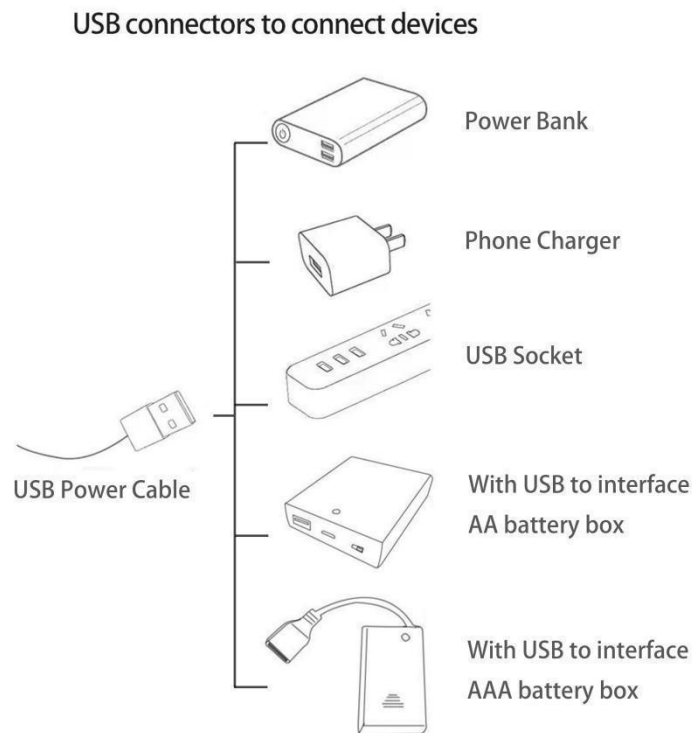 USB connectors to connect devices
Power Bank
Phone Charger
USB Socket
USB Power Cable
With USB to interface
AA battery box
With USB to interface
AAA battery box